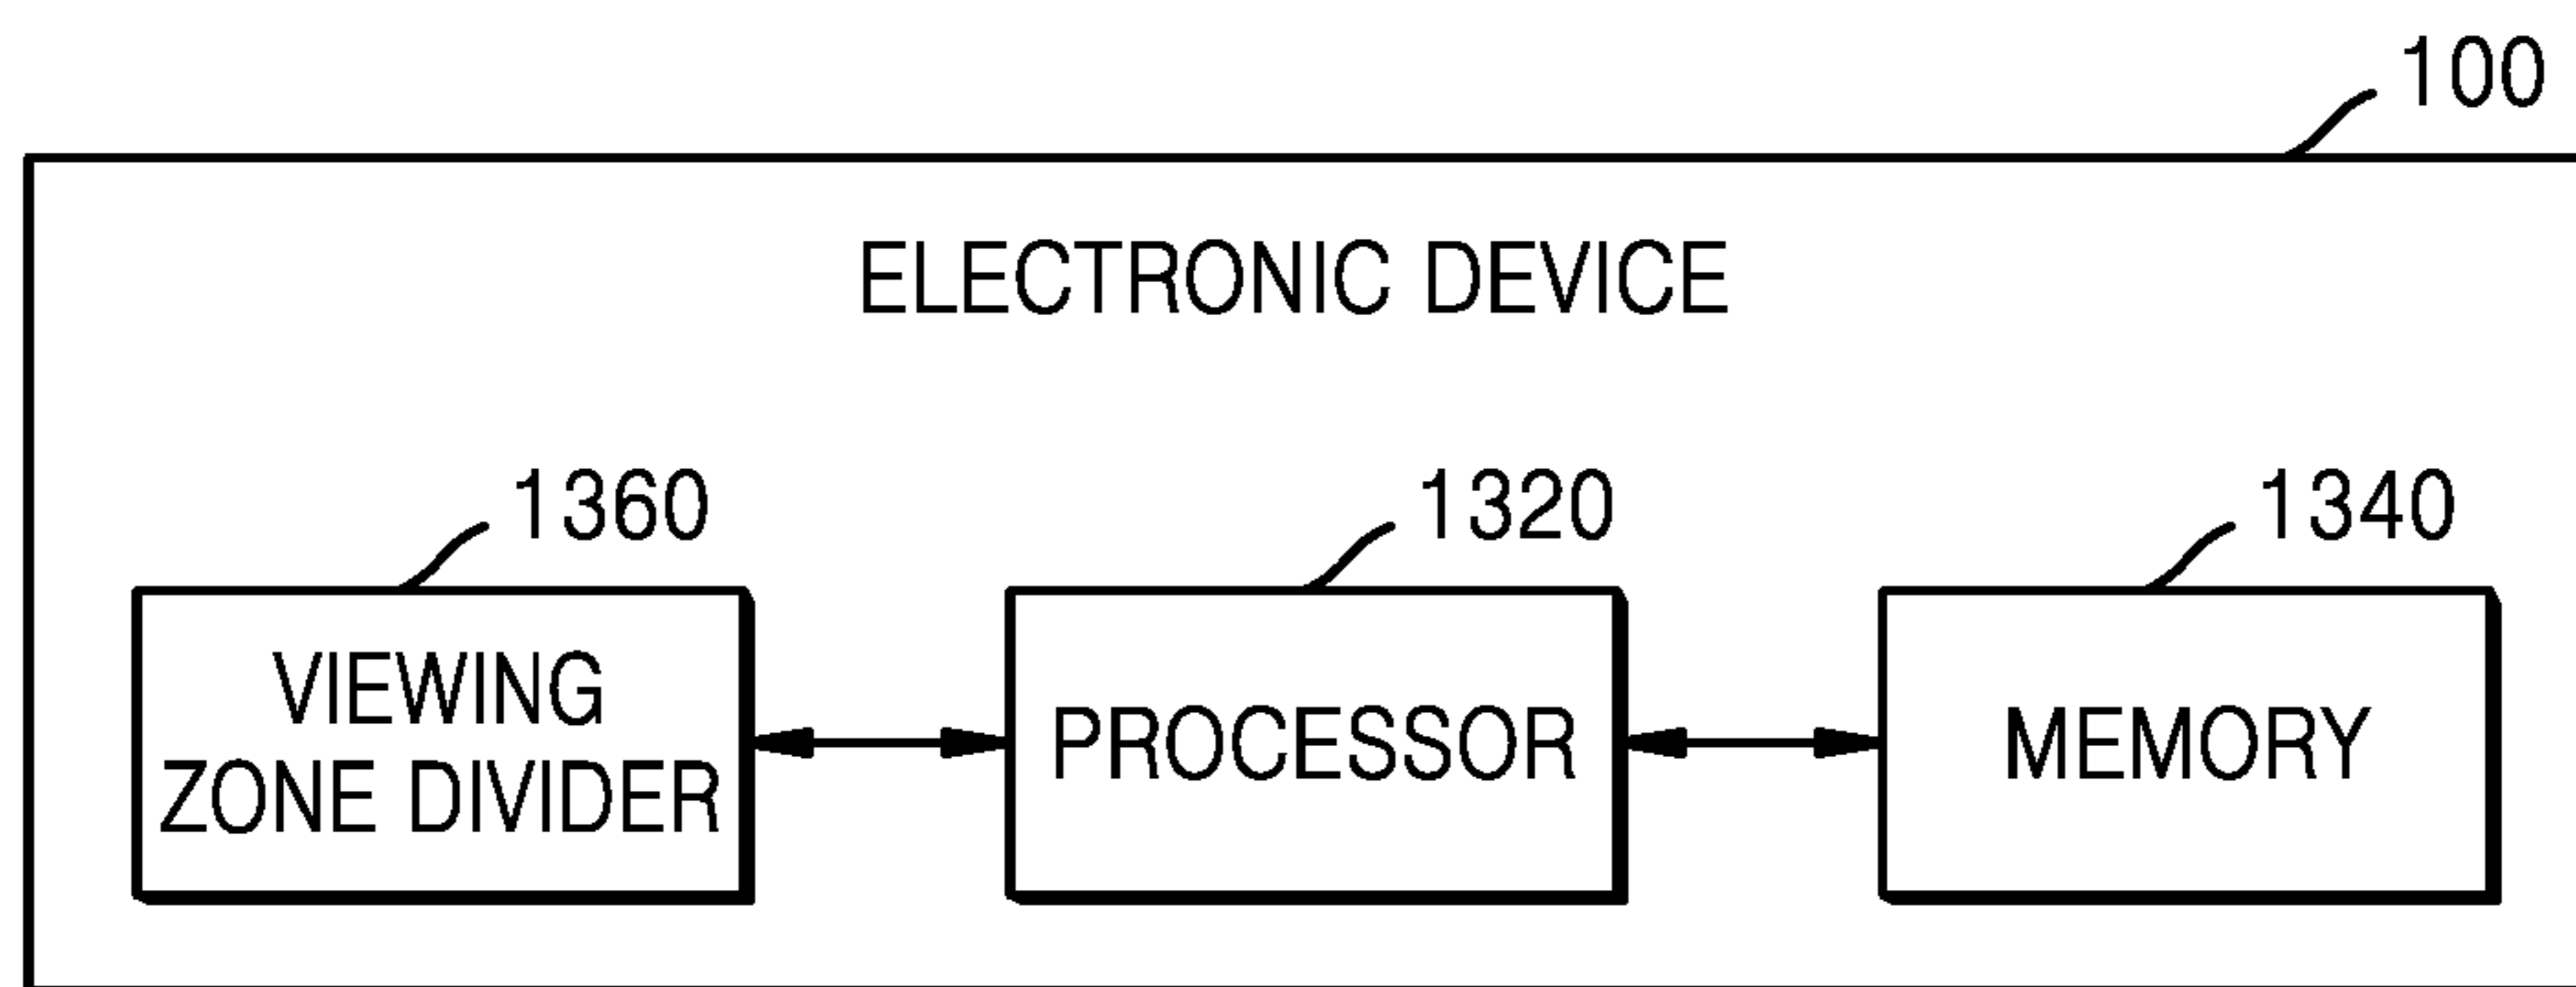 100
ELECTRONIC DEVICE
1360
1320
1340
VIEWING
ZONE DIVIDER
PROCESSOR
MEMORY